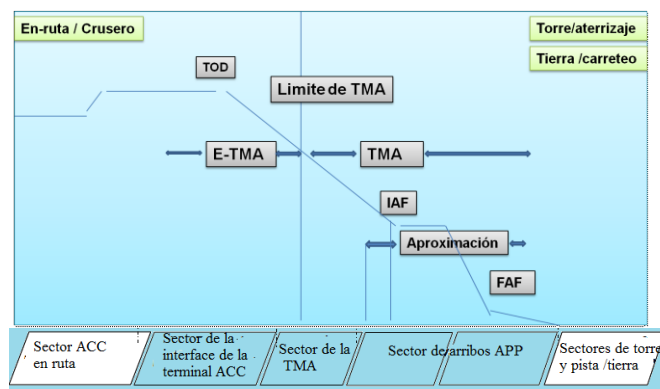 En-ruta / Crusero
Torre/aterrizaje
Tierra /carreteo
TOD
Limite de TMA
E-TMA
TMA
IAF
Aproximación
FAF
Sector ACC
en ruta
Sector de la
interface de la
terminal ACC
Sector de la
TMA
Sector de arribos APP
Sectores de torre
y pista /tierra